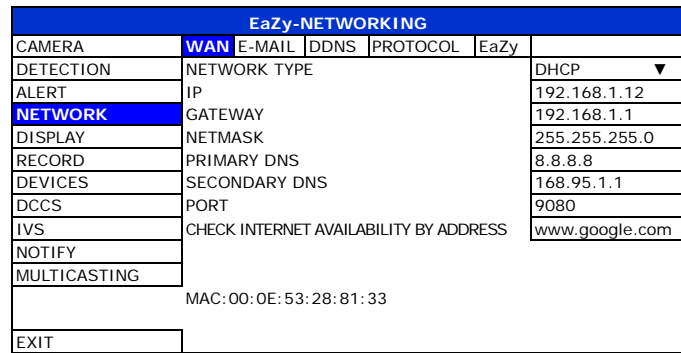 EaZy-NETWORKING
CAMERA WAN E-MAIL DDNS PROTOCOL EaZy
DETECTION NETWORK TYPE DHCP ▼
ALERT IP 192.168.1.12
NETWORK GATEWAY 192.168.1.1
DISPLAY NETMASK 255.255.255.0
RECORD PRIMARY DNS 8.8.8.8
DEVICES SECONDARY DNS 168.95.1.1
DCCS PORT 9080
IVS CHECK INTERNET AVAILABILITY BY ADDRESS www.google.com
NOTIFY
MULTICASTING
MAC:00:0E:53:28:81:33
EXIT